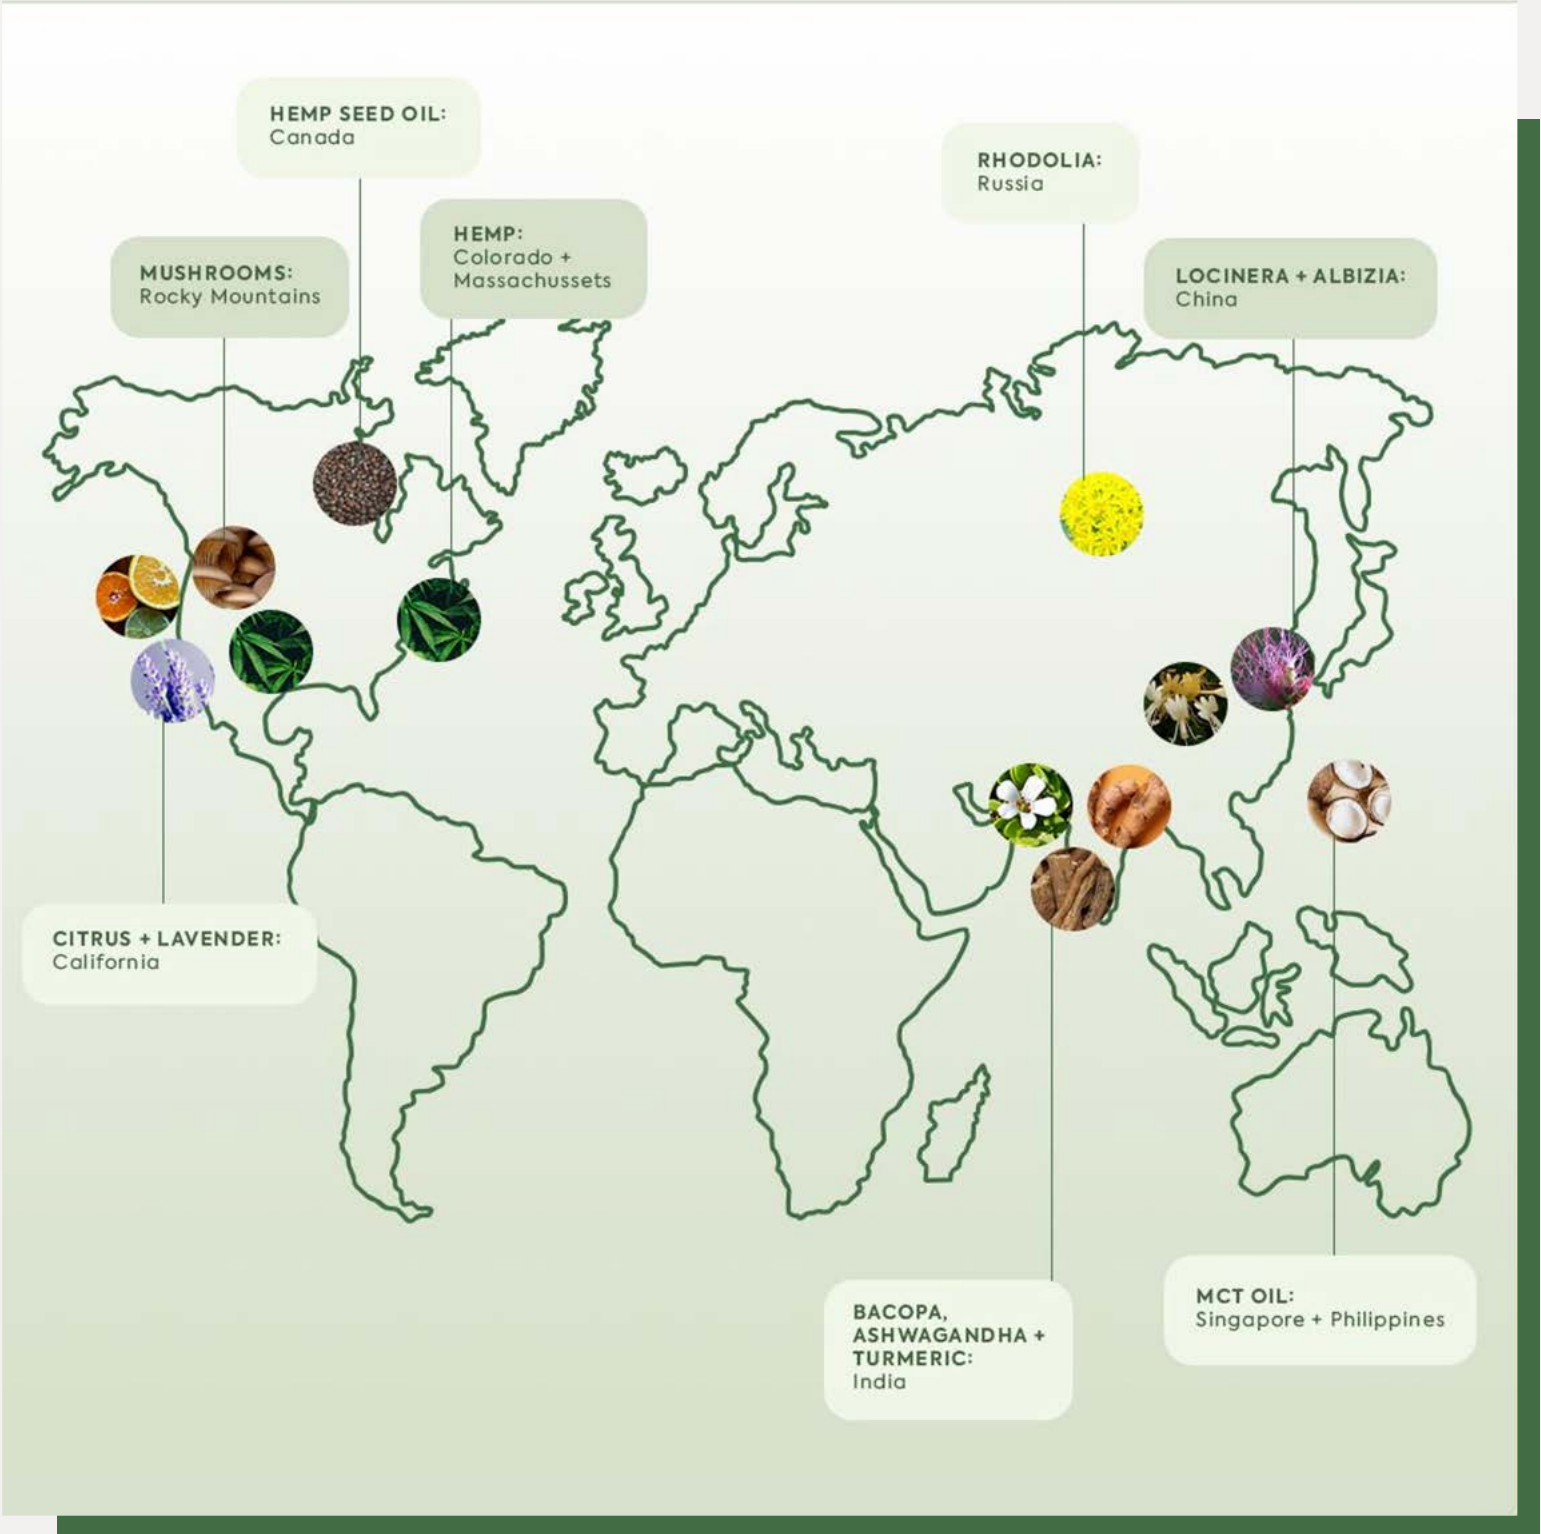 HEMP SEED OIL:
Canada
RHODOLIA:
Russia
HEMP:
Colorado +
Massachussets
MUSHROOMS:
Rocky Mountains
LOCINERA + ALBIZIA:
China
CITRUS + LAVENDER:
California
BACOPA,
ASHWAGANDHA +
TURMERIC:
India
MCT OIL:
Singapore + Philippines